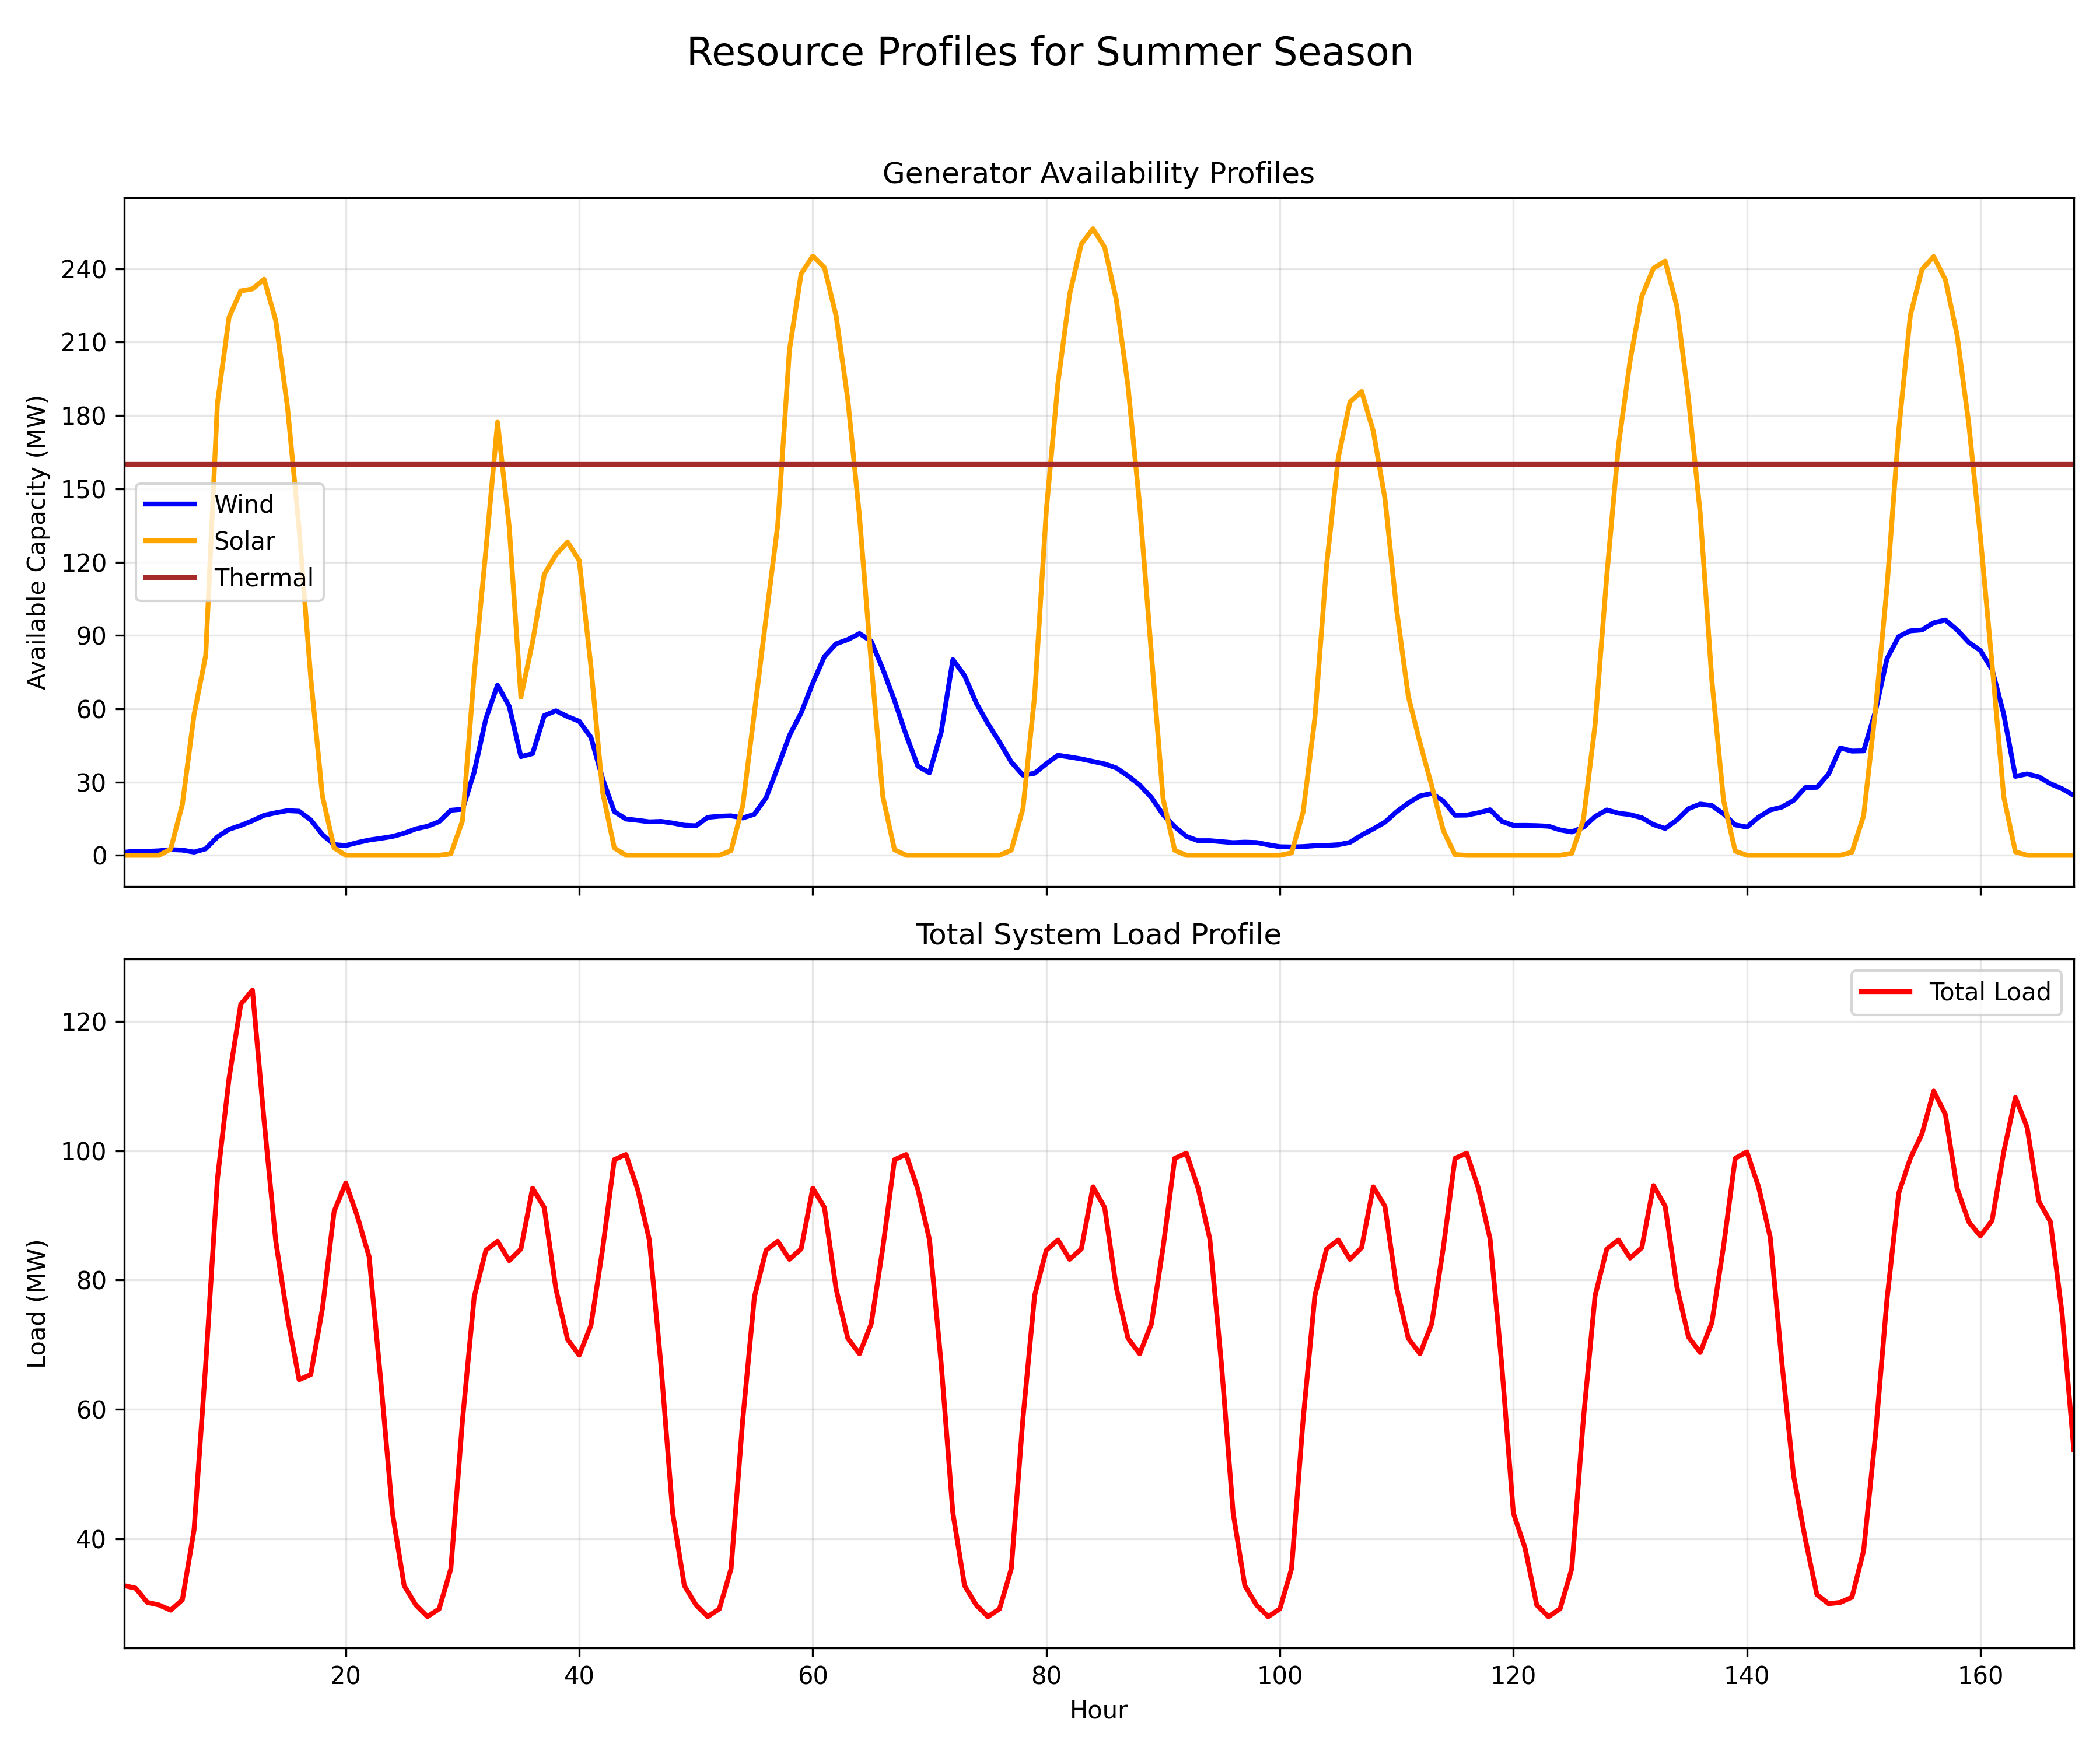 Resource Profiles for Summer Season
Generator Availability Profiles
Available Capacity (MW)
240
210
180
150
120
90
60
30
0
Wind
Solar
Thermal
Total System Load Profile
Load (MW)
120
100
80
60
40
Total Load
20 40 60 80 100 120 140 160
Hour